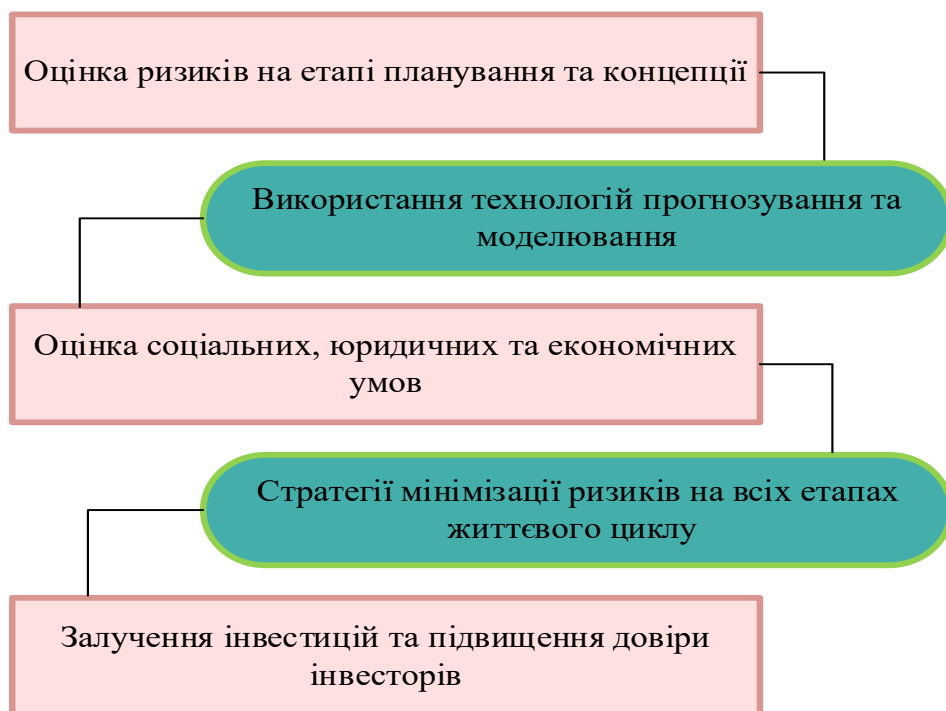 Оцінка ризиків на етапі планування та концепції
Використання технологій прогнозування та
моделювання
Оцінка соціальних, юридичних та економічних
умов
Стратегії мінімізації ризиків на всіх етапах
життєвого циклу
Залучення інвестицій та підвищення довіри
інвесторів